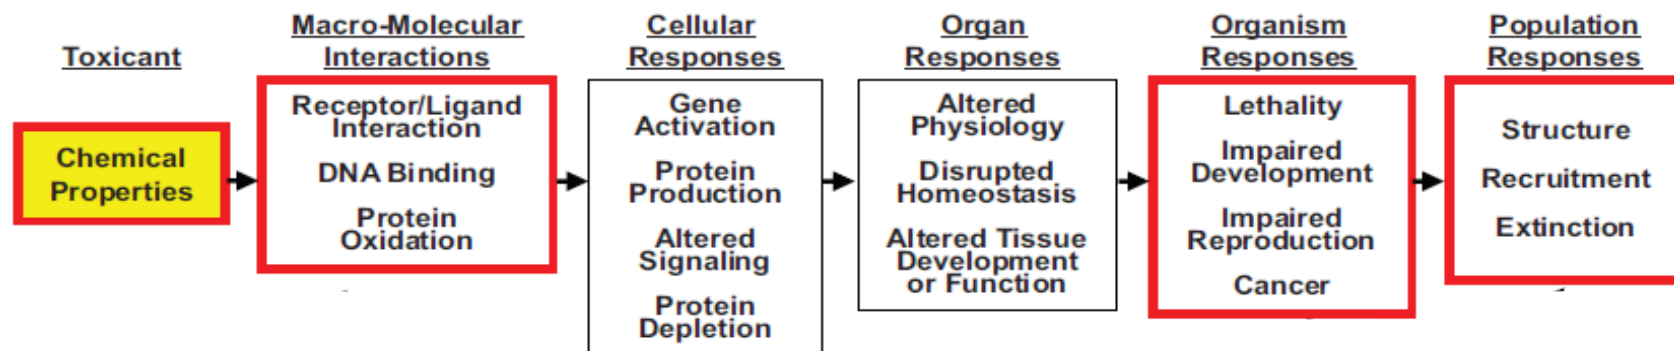 Toxicant
Chemical
Properties
Macro-Molecular
Interactions
Receptor/Ligand
Interaction
DNA Binding
Protein
Oxidation
Cellular
Responses
Gene
Activation
Protein
Production
Altered
Signaling
Protein
Depletion
Organ
Responses
Altered
Physiology
Disrupted
Homeostasis
Altered Tissue
Development
or Function
Organism
Responses
Lethality
Impaired
Development
Impaired
Reproduction
Cancer
Population
Responses
Structure
Recruitment
Extinction